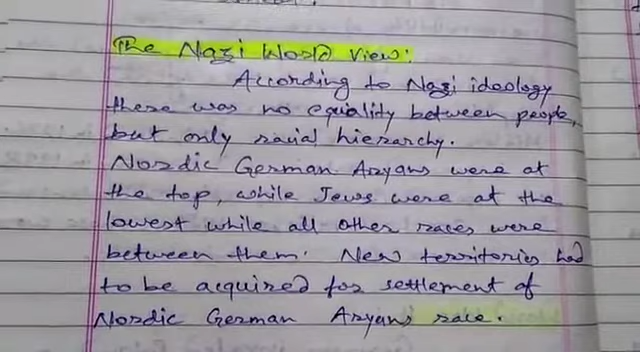 The Nazi World View:
According to Nazi ideology
there was no equality between people,
but only racial hierarchy.
Nordic German Aryans were at
the top, while Jews were at the
lowest while all other races were
between them. New territories had
to be acquired for settlement of
Nordic German Aryans race.